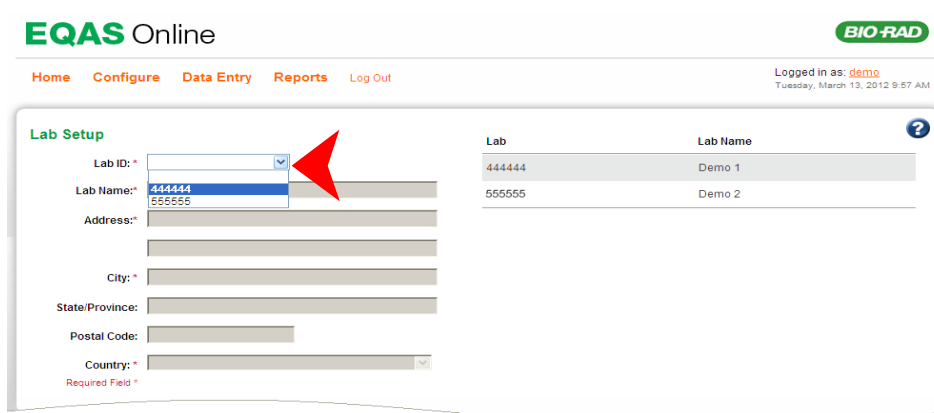 EQAS Online
BIO-RAD
Home Configure Data Entry Reports Log Out
Logged in as: demo
Tuesday, March 13, 2012 9:57 AM
Lab Setup
Lab ID: *
444444
555555
Lab Name:*
Address:*
City: *
State/Province:
Postal Code:
Country: *
Required Field *
?
Lab Lab Name
444444 Demo 1
555555 Demo 2